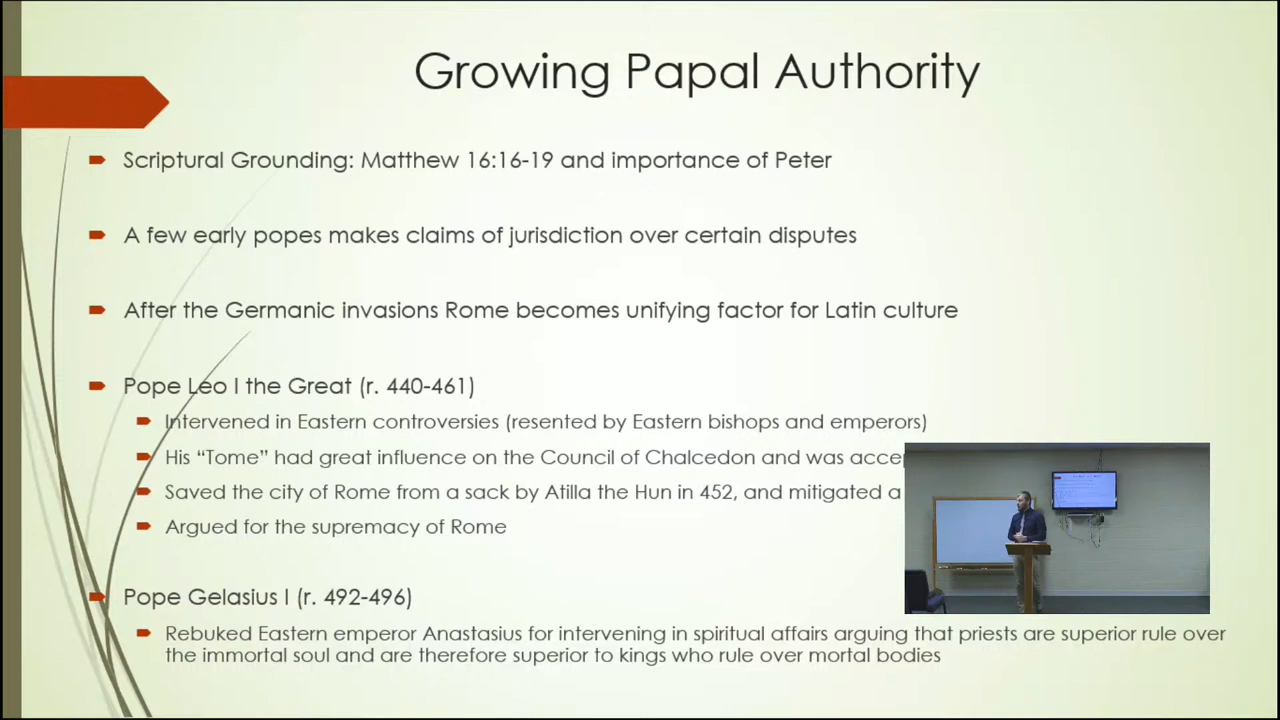 Growing Papal Authority
Scriptural Grounding: Matthew 16:16-19 and importance of Peter
A few early popes makes claims of jurisdiction over certain disputes
After the Germanic invasions Rome becomes unifying factor for Latin culture
Pope Leo I the Great (r. 440-461)
Intervened in Eastern controversies (resented by Eastern bishops and emperors)
His “Tome” had great influence on the Council of Chalcedon and was
Saved the city of Rome from a sack by Atilla the Hun in 452, and mitigated a
Argued for the supremacy of Rome
Pope Gelasius I (r. 492-496)
Rebuked Eastern emperor Anastasius for intervening in spiritual affairs arguing that priests are superior rule over
the immortal soul and are therefore superior to kings who rule over mortal bodies